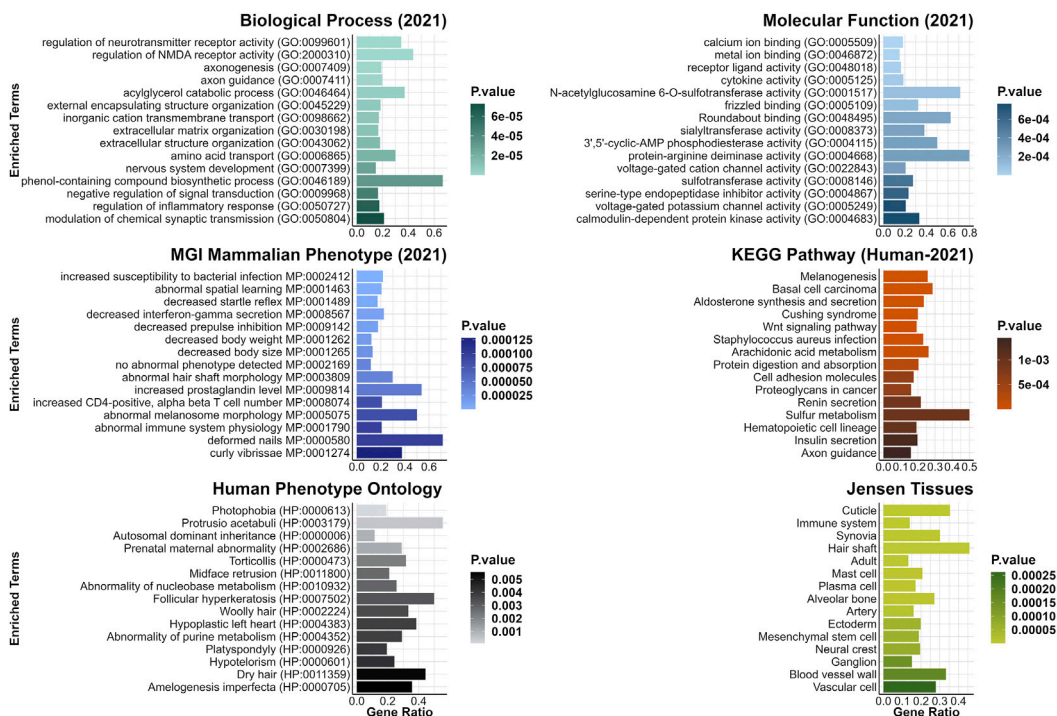 Biological Process (2021)
Enriched Terms
regulation of neurotransmitter receptor activity (GO:0099601)
regulation of NMDA receptor activity (GO:2000310)
axonogenesis (GO:0007409)
axon guidance (GO:0007411)
acylglycerol catabolic process (GO:0046464)
external encapsulating structure organization (GO:0045229)
inorganic cation transmembrane transport (GO:0098662)
extracellular matrix organization (GO:0030198)
extracellular structure organization (GO:0043062)
amino acid transport (GO:0006865)
nervous system development (GO:0007399)
phenol-containing compound biosynthetic process (GO:0046189)
negative regulation of signal transduction (GO:0009968)
regulation of inflammatory response (GO:0050727)
modulation of chemical synaptic transmission (GO:0050804)
0.0 0.2 0.4 0.6
P.value
6e-05
4e-05
2e-05
Molecular Function (2021)
calcium ion binding (GO:0005509)
metal ion binding (GO:0046872)
receptor ligand activity (GO:0048018)
cytokine activity (GO:0005125)
N-acetylglucosamine 6-O-sulfotransferase activity (GO:0001517)
frizzled binding (GO:0005109)
Roundabout binding (GO:0048495)
sialyltransferase activity (GO:0008373)
3',5'-cyclic-AMP phosphodiesterase activity (GO:0004115)
protein-arginine deiminase activity (GO:0004668)
voltage-gated cation channel activity (GO:0022843)
sulfotransferase activity (GO:0008146)
serine-type endopeptidase inhibitor activity (GO:0004867)
voltage-gated potassium channel activity (GO:0005249)
calmodulin-dependent protein kinase activity (GO:0004683)
0.0 0.2 0.4 0.6 0.8
P.value
6e-04
4e-04
2e-04
MGI Mammalian Phenotype (2021)
Enriched Terms
increased susceptibility to bacterial infection MP:0002412
abnormal spatial learning MP:0001463
decreased startle reflex MP:0001489
decreased interferon-gamma secretion MP:0008567
decreased prepulse inhibition MP:0009142
decreased body weight MP:0001262
decreased body size MP:0001265
no abnormal phenotype detected MP:0002169
abnormal hair shaft morphology MP:0003809
increased prostaglandin level MP:0009814
increased CD4-positive, alpha beta T cell number MP:0008074
abnormal melanosome morphology MP:0005075
abnormal immune system physiology MP:0001790
deformed nails MP:0000580
curly vibrissae MP:0001274
0.0 0.2 0.4 0.6
P.value
0.000125
0.000100
0.000075
0.000050
0.000025
KEGG Pathway (Human-2021)
Melanogenesis
Basal cell carcinoma
Aldosterone synthesis and secretion
Cushing syndrome
Wnt signaling pathway
Staphylococcus aureus infection
Arachidonic acid metabolism
Protein digestion and absorption
Cell adhesion molecules
Proteoglycans in cancer
Renin secretion
Sulfur metabolism
Hematopoietic cell lineage
Insulin secretion
Axon guidance
0.0 0.1 0.2 0.3 0.4 0.5
P.value
1e-03
5e-04
Human Phenotype Ontology
Enriched Terms
Photophobia (HP:0000613)
Protrusio acetabuli (HP:0003179)
Autosomal dominant inheritance (HP:0000006)
Prenatal maternal abnormality (HP:0002686)
Torticollis (HP:0000473)
Midface retrusion (HP:0011800)
Abnormality of nucleobase metabolism (HP:0010932)
Follicular hyperkeratosis (HP:0007502)
Woolly hair (HP:0002224)
Hypoplastic left heart (HP:0004383)
Abnormality of purine metabolism (HP:0004352)
Platyspondyly (HP:0000926)
Hypotelorism (HP:0000601)
Dry hair (HP:0011359)
Amelogenesis imperfecta (HP:0000705)
0.0 0.1 0.2 0.3 0.4 0.5
Gene Ratio
P.value
0.005
0.004
0.003
0.002
0.001
Jensen Tissues
Cuticle
Immune system
Synovia
Hair shaft
Adult
Mast cell
Plasma cell
Alveolar bone
Artery
Ectoderm
Mesenchymal stem cell
Neural crest
Ganglion
Blood vessel wall
Vascular cell
0.0 0.1 0.2 0.3 0.4
Gene Ratio
P.value
0.00025
0.00020
0.00015
0.00010
0.00005